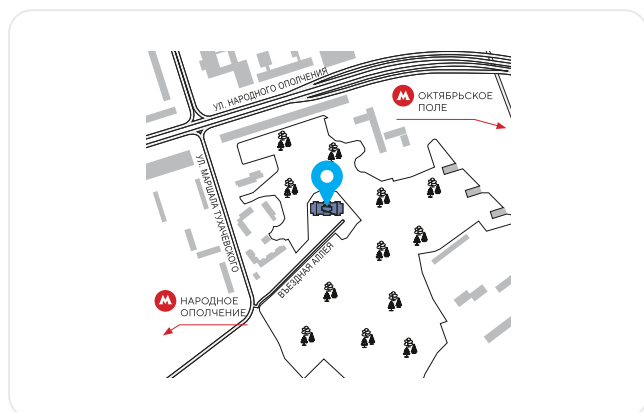 УЛ. НАРОДНОГО ОПОЛЧЕНИЯ
М ОКТЯБРЬСКОЕ
ПОЛЕ
УЛ. МАРШАЛА ТУХАЧЕВСКОГО
ВЪЕЗДНАЯ АЛЛЕЯ
М НАРОДНОЕ
ОПОЛЧЕНИЕ